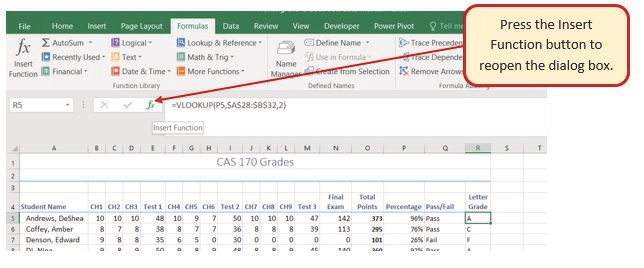 File Home Insert Page Layout Formulas Data Review View Developer Power Pivot Tell me
Press the Insert
Function button to
reopen the dialog box.
fx
Insert
Function
AutoSum
Recently Used
Financial
Logical
Text
Date & Time
Lookup & Reference
Math & Trig
More Functions
Function Library
Name
Manager
Define Name
Use in Formula
Create from Selection
Defined Names
Trace Preceden
Trace Depende
Remove Arrows
Formula
R5 fx =VLOOKUP(P5,$A$28:$B$32,2)
Insert Function
A B C D E F G H I J K L M N O P Q R S T
1 CAS 170 Grades
2
3
4 Student Name CH1 CH2 CH3 Test 1 CH4 CH5 CH6 Test 2 CH7 CH8 CH9 Test 3 Final Exam Total Points Percentage Pass/Fail Letter Grade
5 Andrews, DeShea 10 10 10 48 10 9 7 50 10 10 10 47 142 373 96% Pass A
6 Coffey, Amber 8 7 8 38 8 7 7 36 8 8 8 39 113 295 76% Pass C
7 Denson, Edward 9 8 8 35 6 5 0 30 0 0 0 0 0 101 26% Fail F